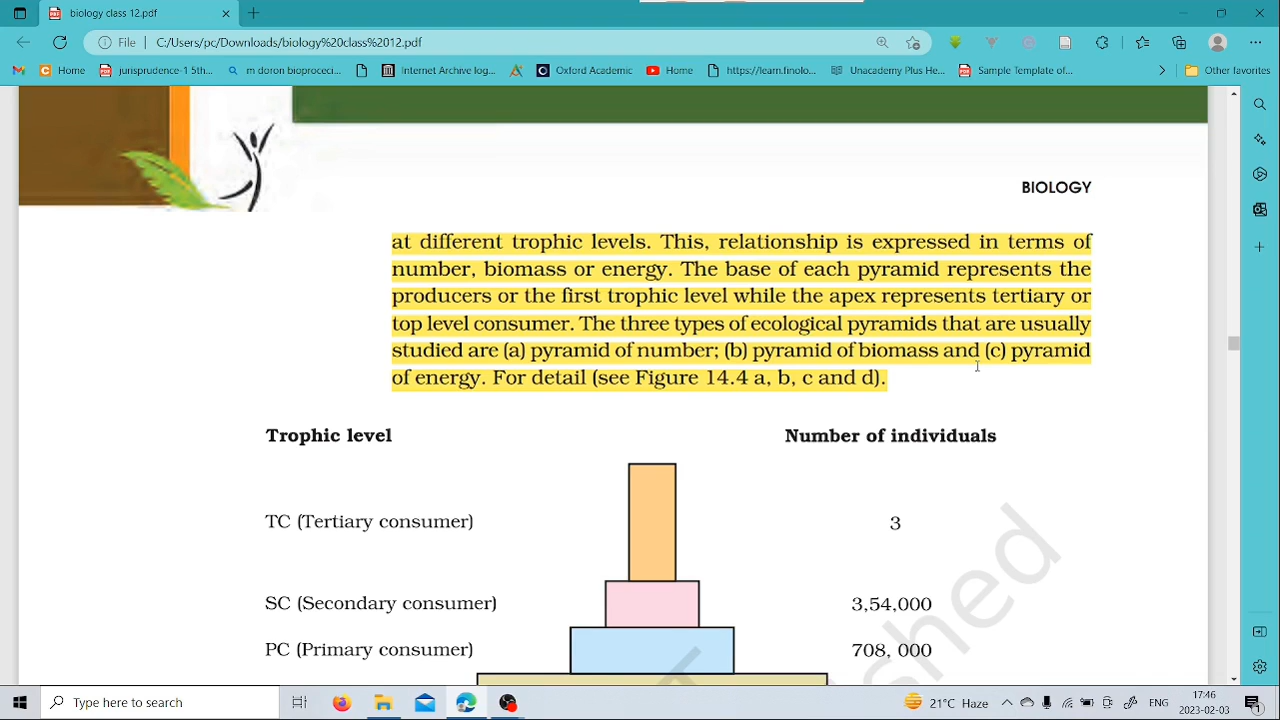 biology class 12.pdf
File
C:/Users/pc/Downloads/biology%20class%2012.pdf
Home
jurisprudence-1 5th...
m doron bioproceci...
Internet Archive log...
Oxford Academic
Home
https://learn.finolo...
Unacademy Plus He...
Sample Template of...
Other favorites
BIOLOGY
at different trophic levels. This, relationship is expressed in terms of
number, biomass or energy. The base of each pyramid represents the
producers or the first trophic level while the apex represents tertiary or
top level consumer. The three types of ecological pyramids that are usually
studied are (a) pyramid of number; (b) pyramid of biomass and (c) pyramid
of energy. For detail (see Figure 14.4 a, b, c and d).
Trophic level Number of individuals
TC (Tertiary consumer) 3
SC (Secondary consumer) 3,54,000
PC (Primary consumer) 708, 000
Type here to search
21°C Haze
ENG
17:46
2023-02-03